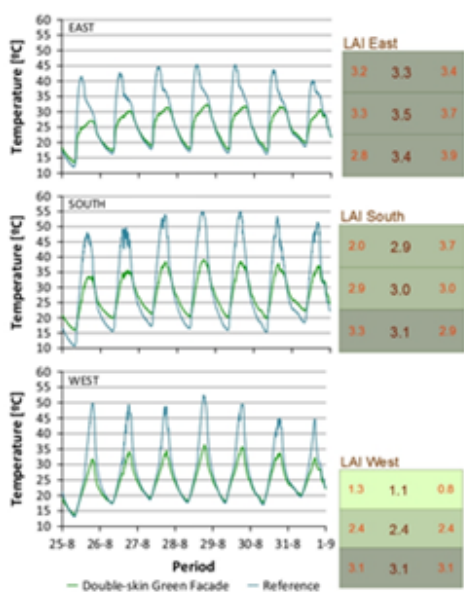 EAST
Temperature [ºC]
60
55
50
45
40
35
30
25
20
15
10
LAI East
3.2 3.3 3.4
3.3 3.5 3.7
2.8 3.4 3.9
SOUTH
Temperature [ºC]
60
55
50
45
40
35
30
25
20
15
10
LAI South
2.0 2.9 3.7
2.9 3.0 3.0
3.3 3.1 2.9
WEST
Temperature [ºC]
60
55
50
45
40
35
30
25
20
15
10
LAI West
1.3 1.1 0.8
2.4 2.4 2.4
3.1 3.1 3.1
25-8 26-8 27-8 28-8 29-8 30-8 31-8 1-9
Period
Double-skin Green Facade Reference